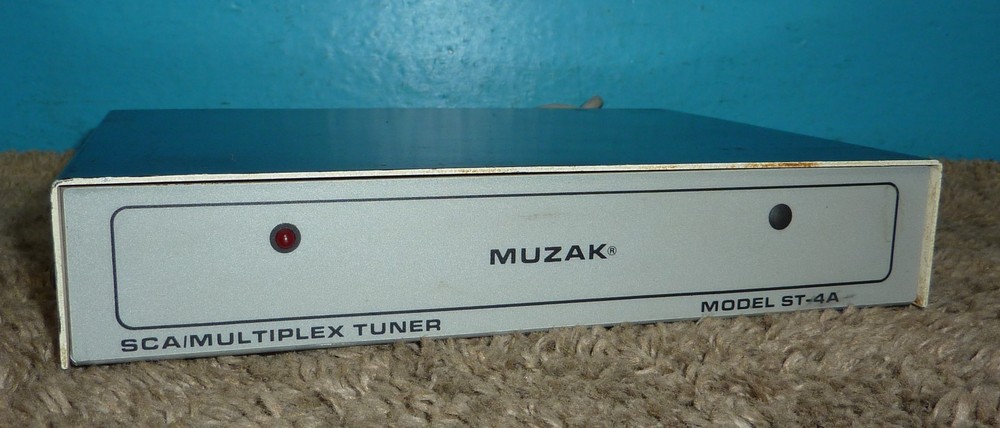 MUZAK®
SCA/MULTIPLEX TUNER
MODEL ST-4A